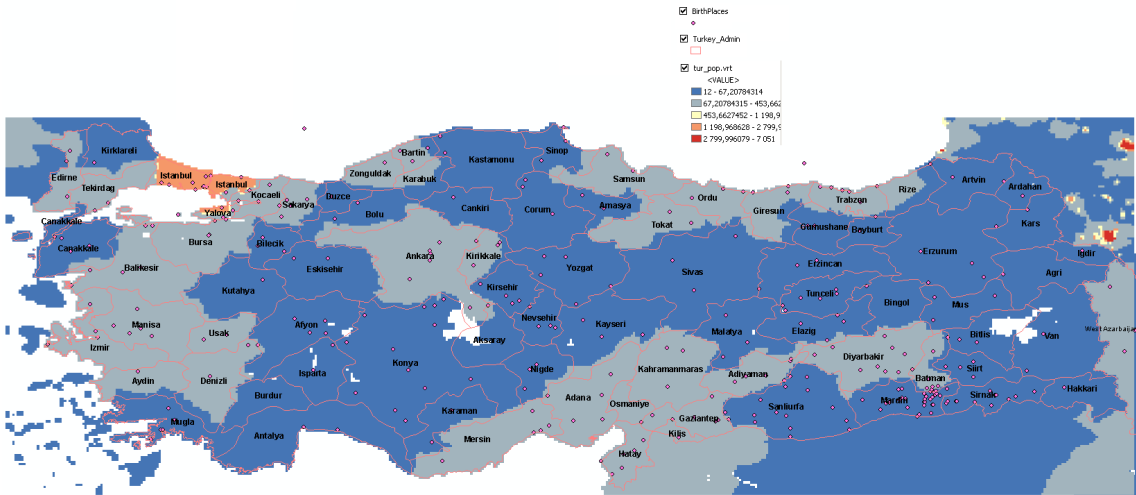 BirthPlaces
Turkey_Admin
tur_pop.vrt
<VALUE>
12 - 67,20784314
67,20784315 - 453,662
453,6627452 - 1 198,9
1 198,968628 - 2 799,9
2 799,996079 - 7 051
Kirklareli
Edirne
Tekirdag
Istanbul
Istanbul
Kocaeli
Sakarya
Yalova
Duzce
Bolu
Zonguldak
Bartin
Karabuk
Kastamonu
Sinop
Cankiri
Corum
Samsun
Amasya
Ordu
Tokat
Giresun
Trabzon
Rize
Gumushane
Bayburt
Artvin
Ardahan
Kars
Igdir
Canakkale
Canakkale
Bursa
Bilecik
Balikesir
Kutahya
Eskisehir
Ankara
Kirikkale
Kirsehir
Yozgat
Sivas
Erzincan
Erzurum
Agri
Tunceli
Bingol
Mus
Manisa
Usak
Afyon
Izmir
Aksaray
Nevsehir
Kayseri
Malatya
Elazig
Bitlis
Van
West Azarbaijan
Aydin
Denizli
Isparta
Konya
Nigde
Kahramanmaras
Adiyaman
Diyarbakir
Batman
Siirt
Hakkari
Burdur
Mugla
Antalya
Karaman
Mersin
Adana
Osmaniye
Gaziantep
Kilis
Hatay
Sanliurfa
Mardin
Sirnak